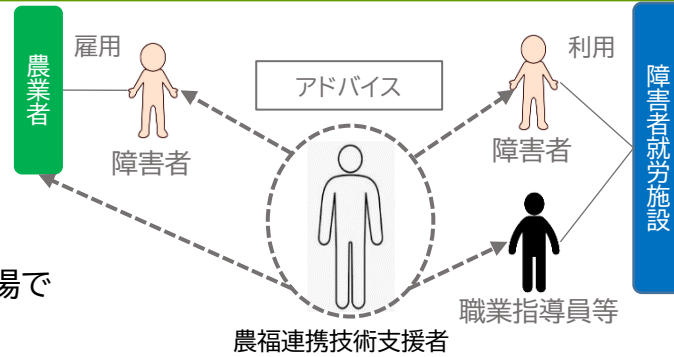 農業者
雇用
障害者
アドバイス
利用
障害者
障害者就労施設
職業指導員等
場で
農福連携技術支援者